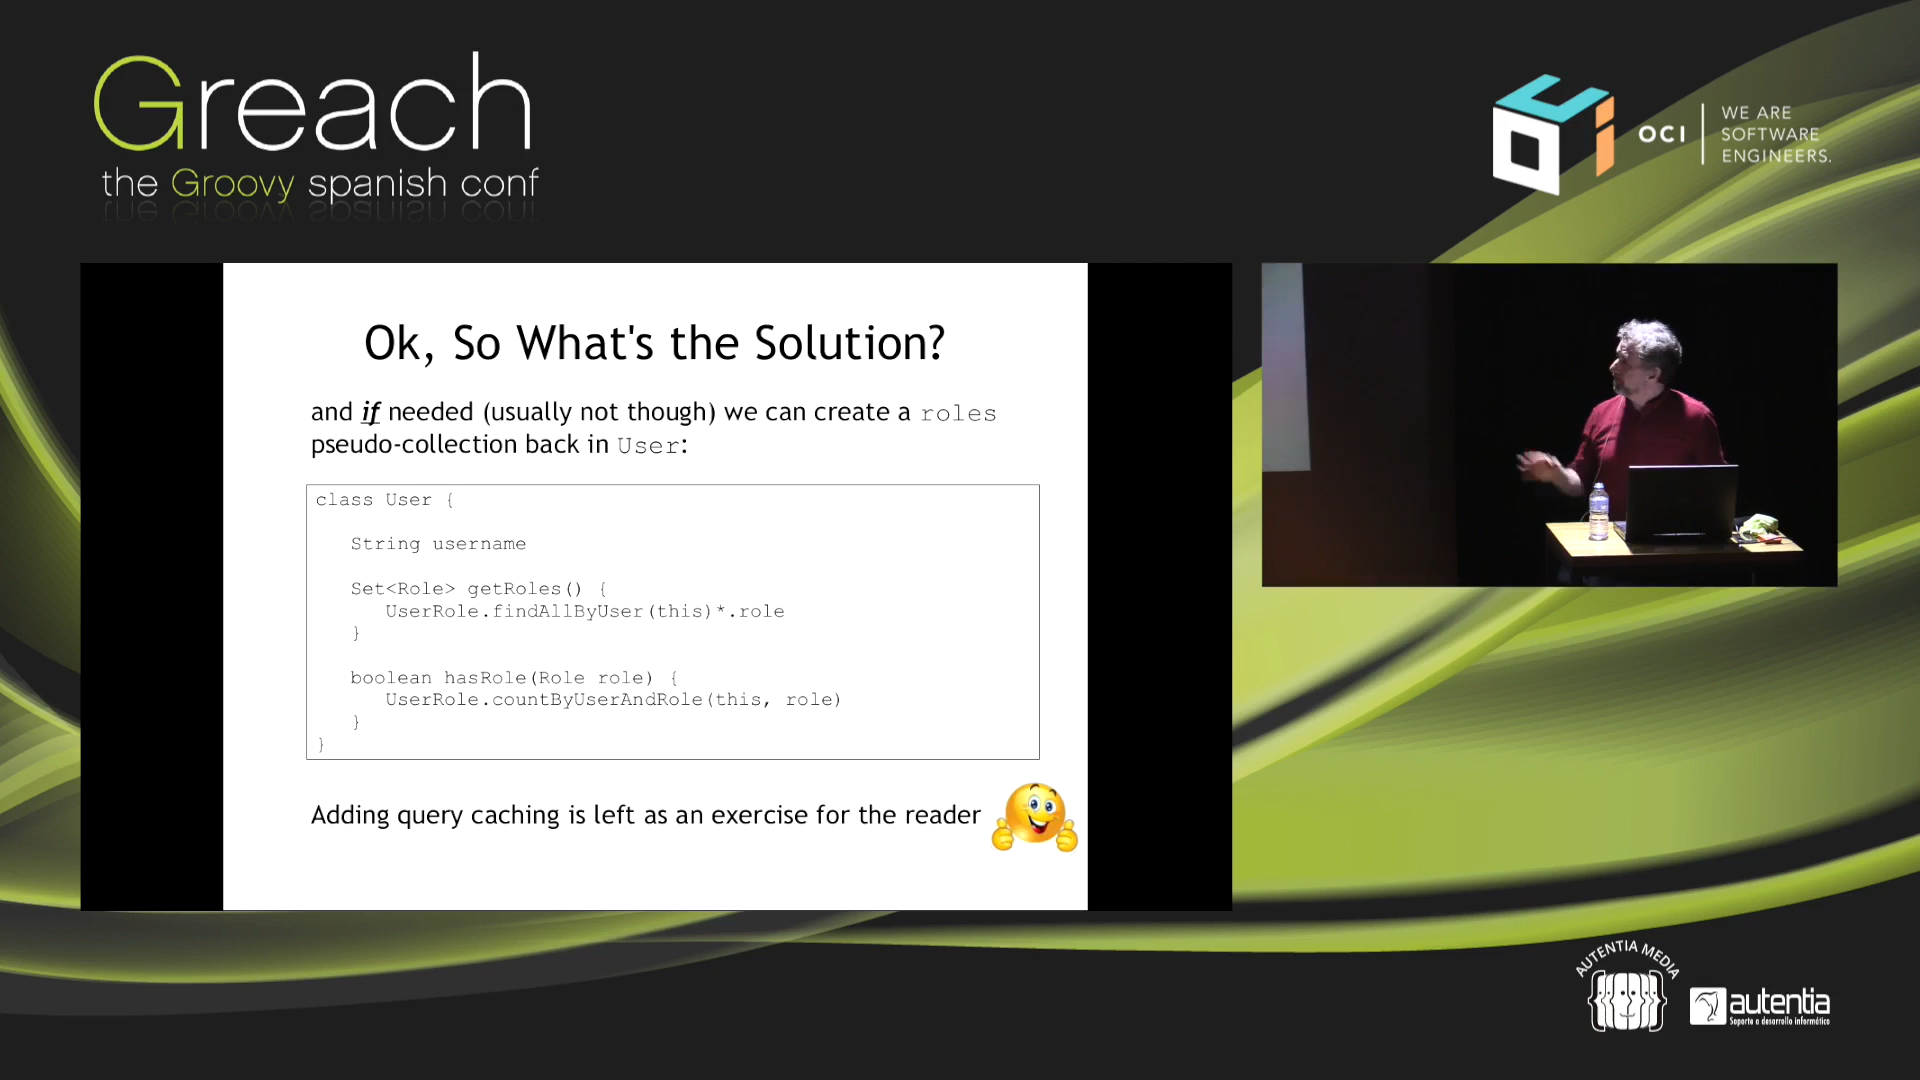 Greach
the Groovy spanish conf
OCI
WE ARE
SOFTWARE
ENGINEERS.
Ok, So What's the Solution?
and if needed (usually not though) we can create a roles
pseudo-collection back in User:
class User {
String username
Set<Role> getRoles() {
UserRole.findAllByUser(this)*.role
}
boolean hasRole(Role role) {
UserRole.countByUserAndRole(this, role)
}
}
Adding query caching is left as an exercise for the reader
AUTENTIA MEDIA
autentia
Soporte a desarrollo informático